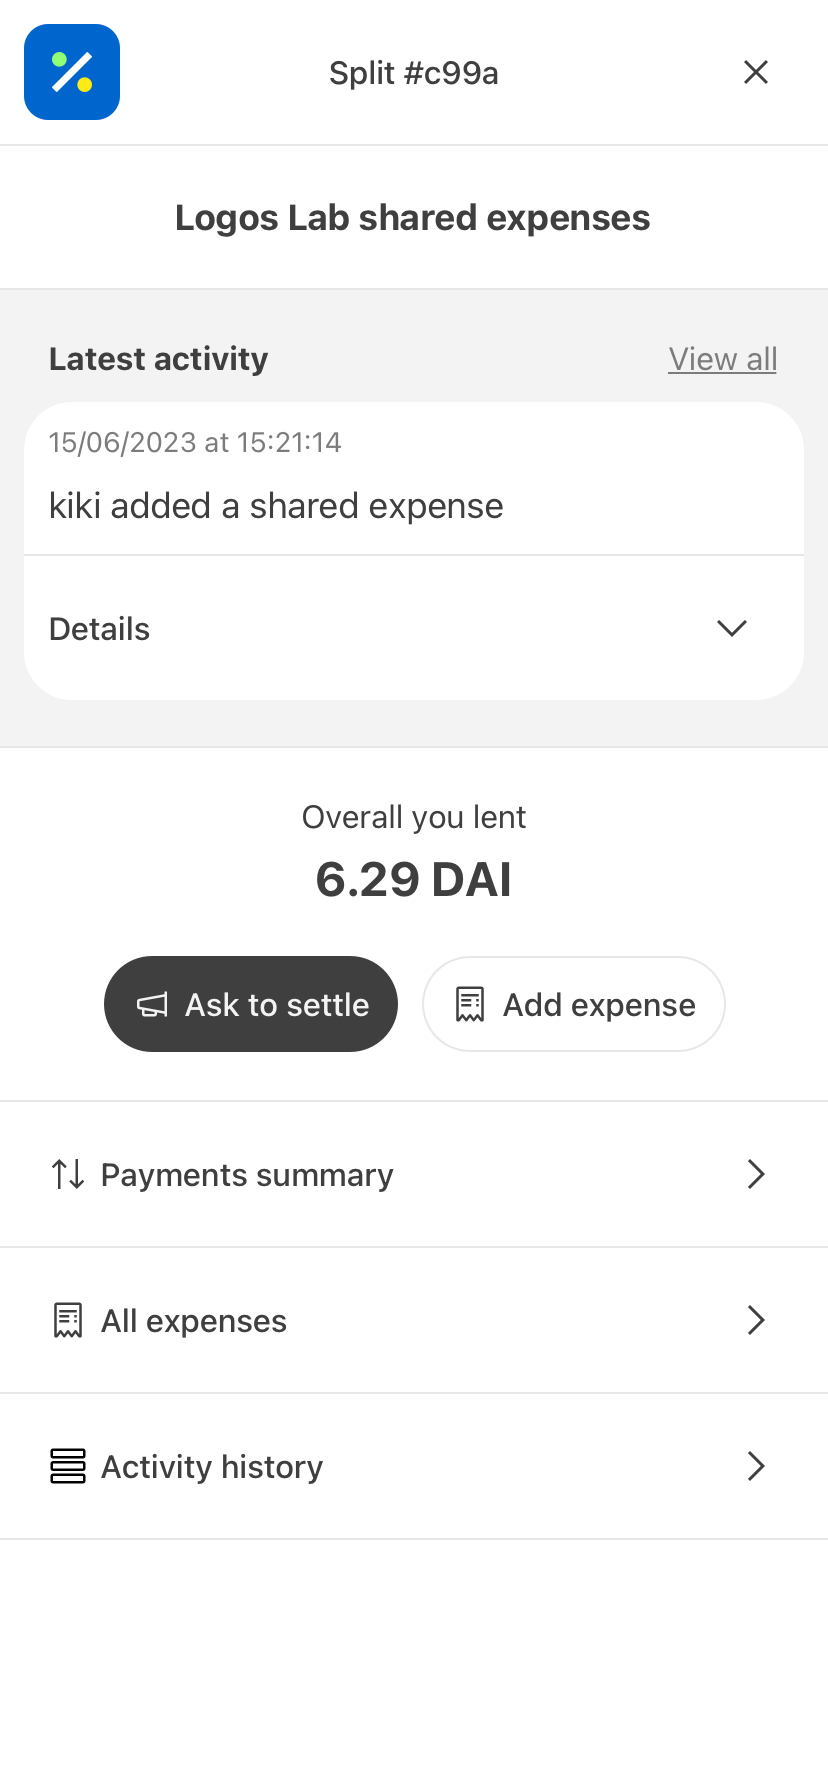 Split #c99a
Logos Lab shared expenses
Latest activity
View all
15/06/2023 at 15:21:14
kiki added a shared expense
Details
Overall you lent
6.29 DAI
Ask to settle
Add expense
Payments summary
All expenses
Activity history